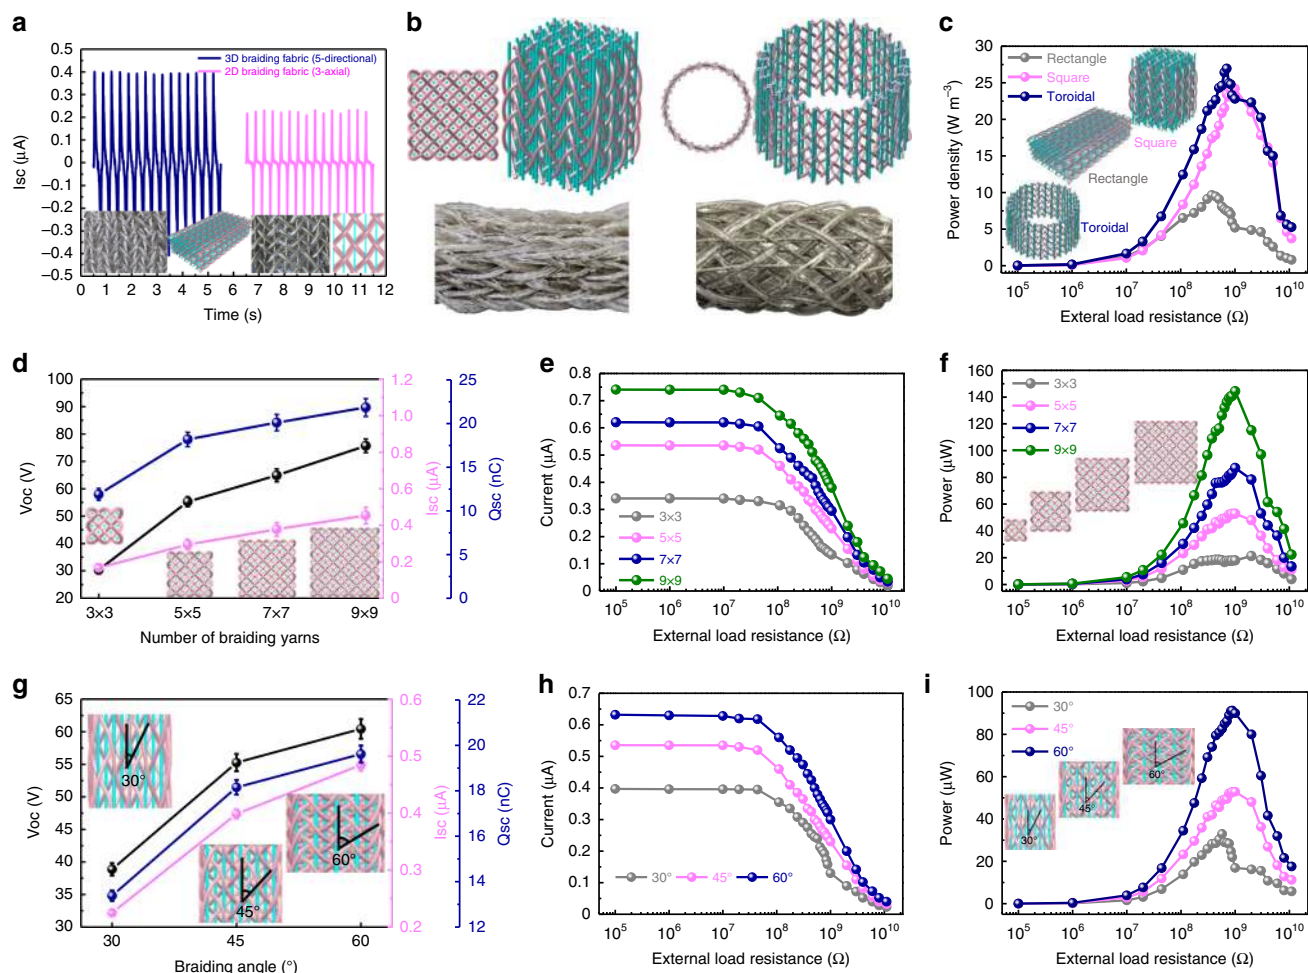 a
0.5
0.4
0.3
0.2
0.1
0
–0.1
–0.2
–0.3
–0.4
–0.5
Isc (µA)
3D braiding fabric (5-directional)
2D braiding fabric (3-axial)
0 1 2 3 4 5 6 7 8 9 10 11 12
Time (s)
b
c
30
25
20
15
10
5
0
Power density (W m⁻³)
Rectangle
Square
Toroidal
Square
Rectangle
Toroidal
10⁵ 10⁶ 10⁷ 10⁸ 10⁹ 10¹⁰
Exteral load resistance (Ω)
d
100
90
80
70
60
50
40
30
20
Voc (V)
1.2
1.0
0.8
0.6
0.4
0.2
0
Isc (µA)
25
20
15
10
5
0
Qsc (nC)
3×3 5×5 7×7 9×9
Number of braiding yarns
e
0.8
0.7
0.6
0.5
0.4
0.3
0.2
0.1
0
Current (µA)
3×3
5×5
7×7
9×9
10⁵ 10⁶ 10⁷ 10⁸ 10⁹ 10¹⁰
External load resistance (Ω)
f
160
140
120
100
80
60
40
20
0
Power (µW)
3×3
5×5
7×7
9×9
10⁵ 10⁶ 10⁷ 10⁸ 10⁹ 10¹⁰
External load resistance (Ω)
g
65
60
55
50
45
40
35
30
Voc (V)
30°
45°
60°
0.6
0.5
0.4
0.3
0.2
Isc (µA)
22
20
18
16
14
12
Qsc (nC)
30 45 60
Braiding angle (°)
h
0.7
0.6
0.5
0.4
0.3
0.2
0.1
0
Current (µA)
30° 45° 60°
10⁵ 10⁶ 10⁷ 10⁸ 10⁹ 10¹⁰
External load resistance (Ω)
i
100
80
60
40
20
0
Power (µW)
30°
45°
60°
30°
45°
60°
10⁵ 10⁶ 10⁷ 10⁸ 10⁹ 10¹⁰
External load resistance (Ω)